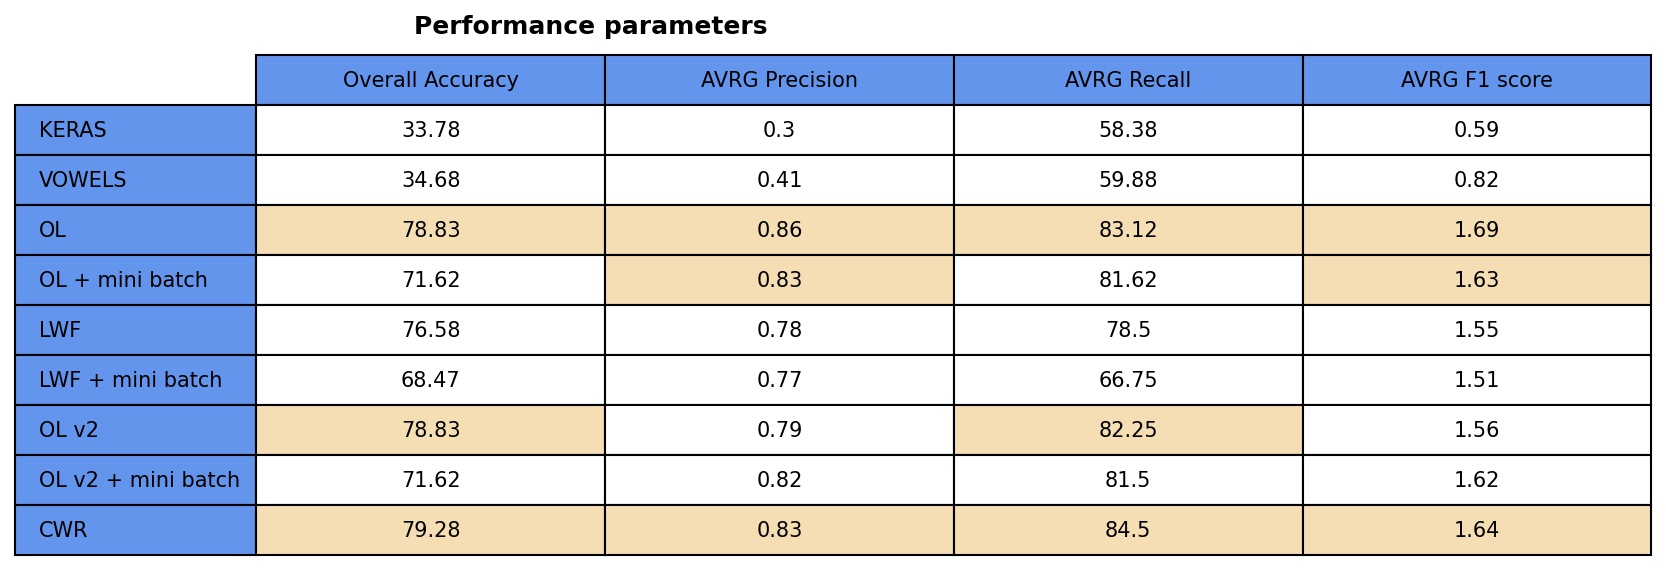 Performance parameters
Overall Accuracy AVRG Precision AVRG Recall AVRG F1 score
KERAS 33.78 0.3 58.38 0.59
VOWELS 34.68 0.41 59.88 0.82
OL 78.83 0.86 83.12 1.69
OL + mini batch 71.62 0.83 81.62 1.63
LWF 76.58 0.78 78.5 1.55
LWF + mini batch 68.47 0.77 66.75 1.51
OL v2 78.83 0.79 82.25 1.56
OL v2 + mini batch 71.62 0.82 81.5 1.62
CWR 79.28 0.83 84.5 1.64